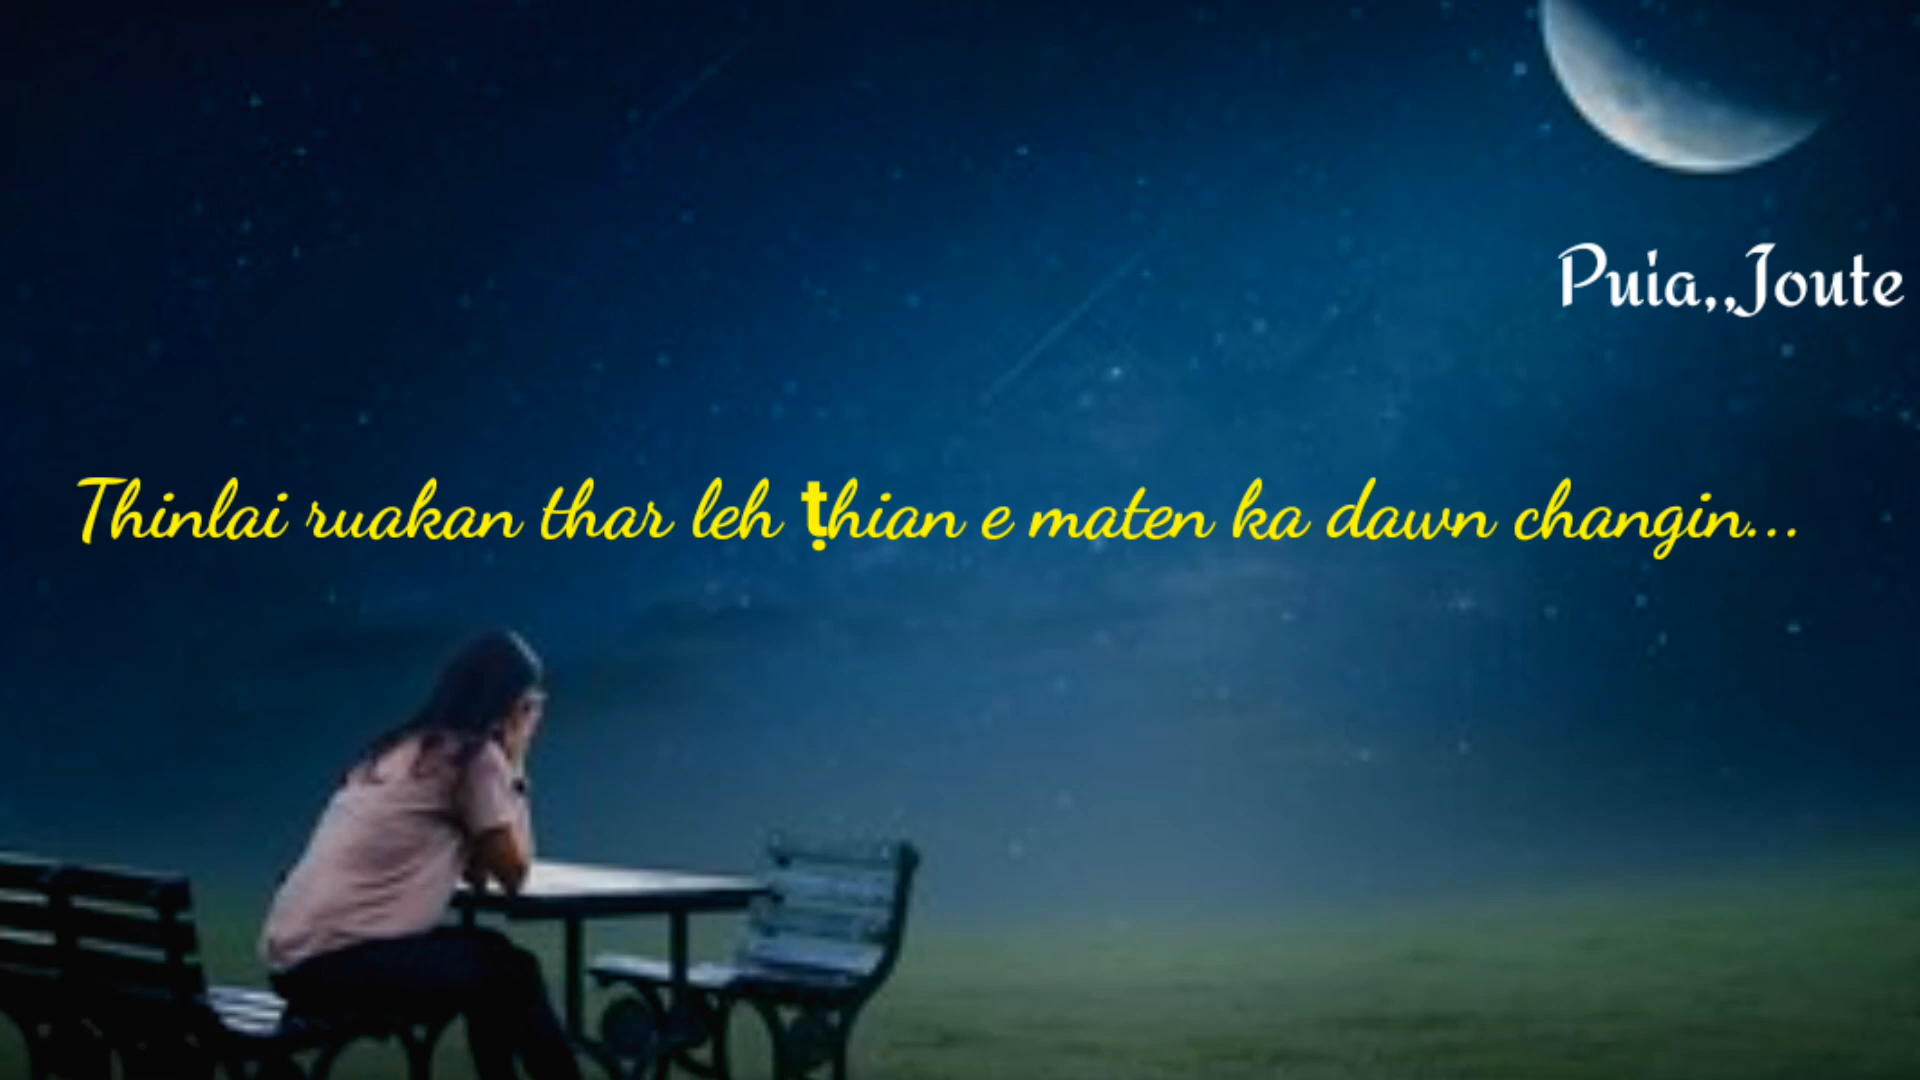 Puia,,Joute
Thinlai ruakan thar leh ṭhian e maten ka dawn changin...